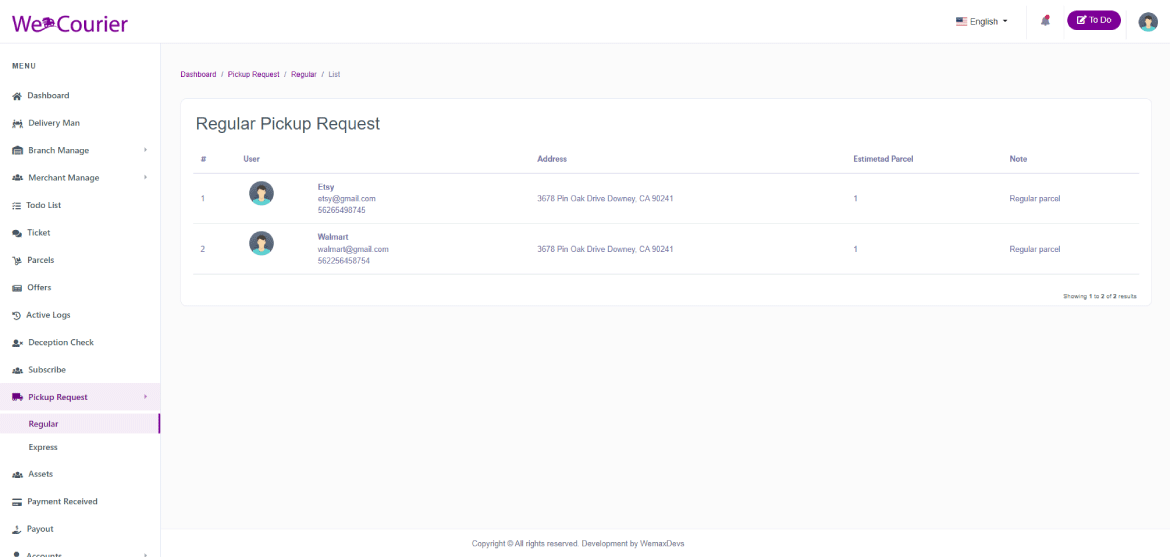 We Courier
English
To Do
MENU
Dashboard
Delivery Man
Branch Manage
Merchant Manage
Todo List
Ticket
Parcels
Offers
Active Logs
Deception Check
Subscribe
Pickup Request
Regular
Express
Assets
Payment Received
Payout
Accounts
Dashboard / Pickup Request / Regular / List
Regular Pickup Request
# User Address Estimetad Parcel Note
1 Etsy 3678 Pin Oak Drive Downey, CA 90241 1 Regular parcel
etsy@gmail.com
56265498745
2 Walmart 3678 Pin Oak Drive Downey, CA 90241 1 Regular parcel
walmart@gmail.com
562256458754
Showing 1 to 2 of 2 results
Copyright © All rights reserved. Development by WemaxDevs